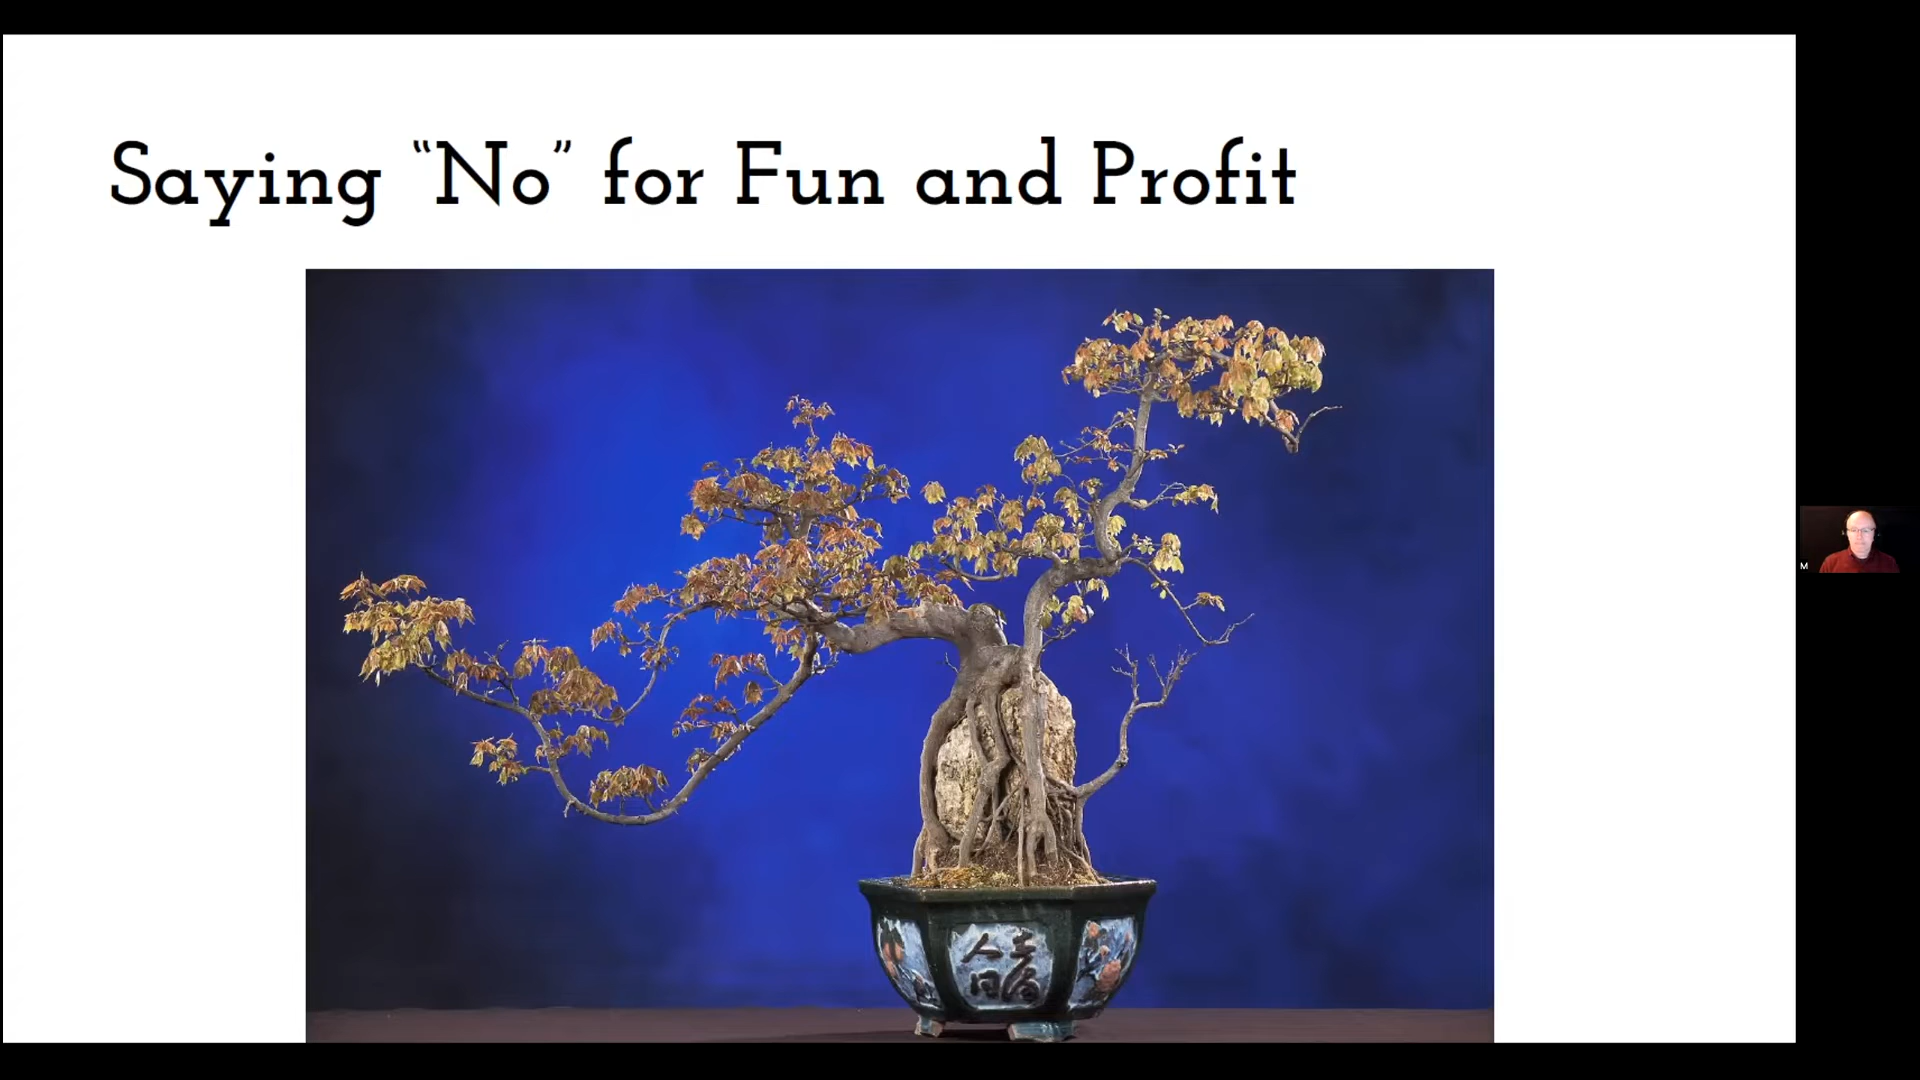 Saying “No” for Fun and Profit
M